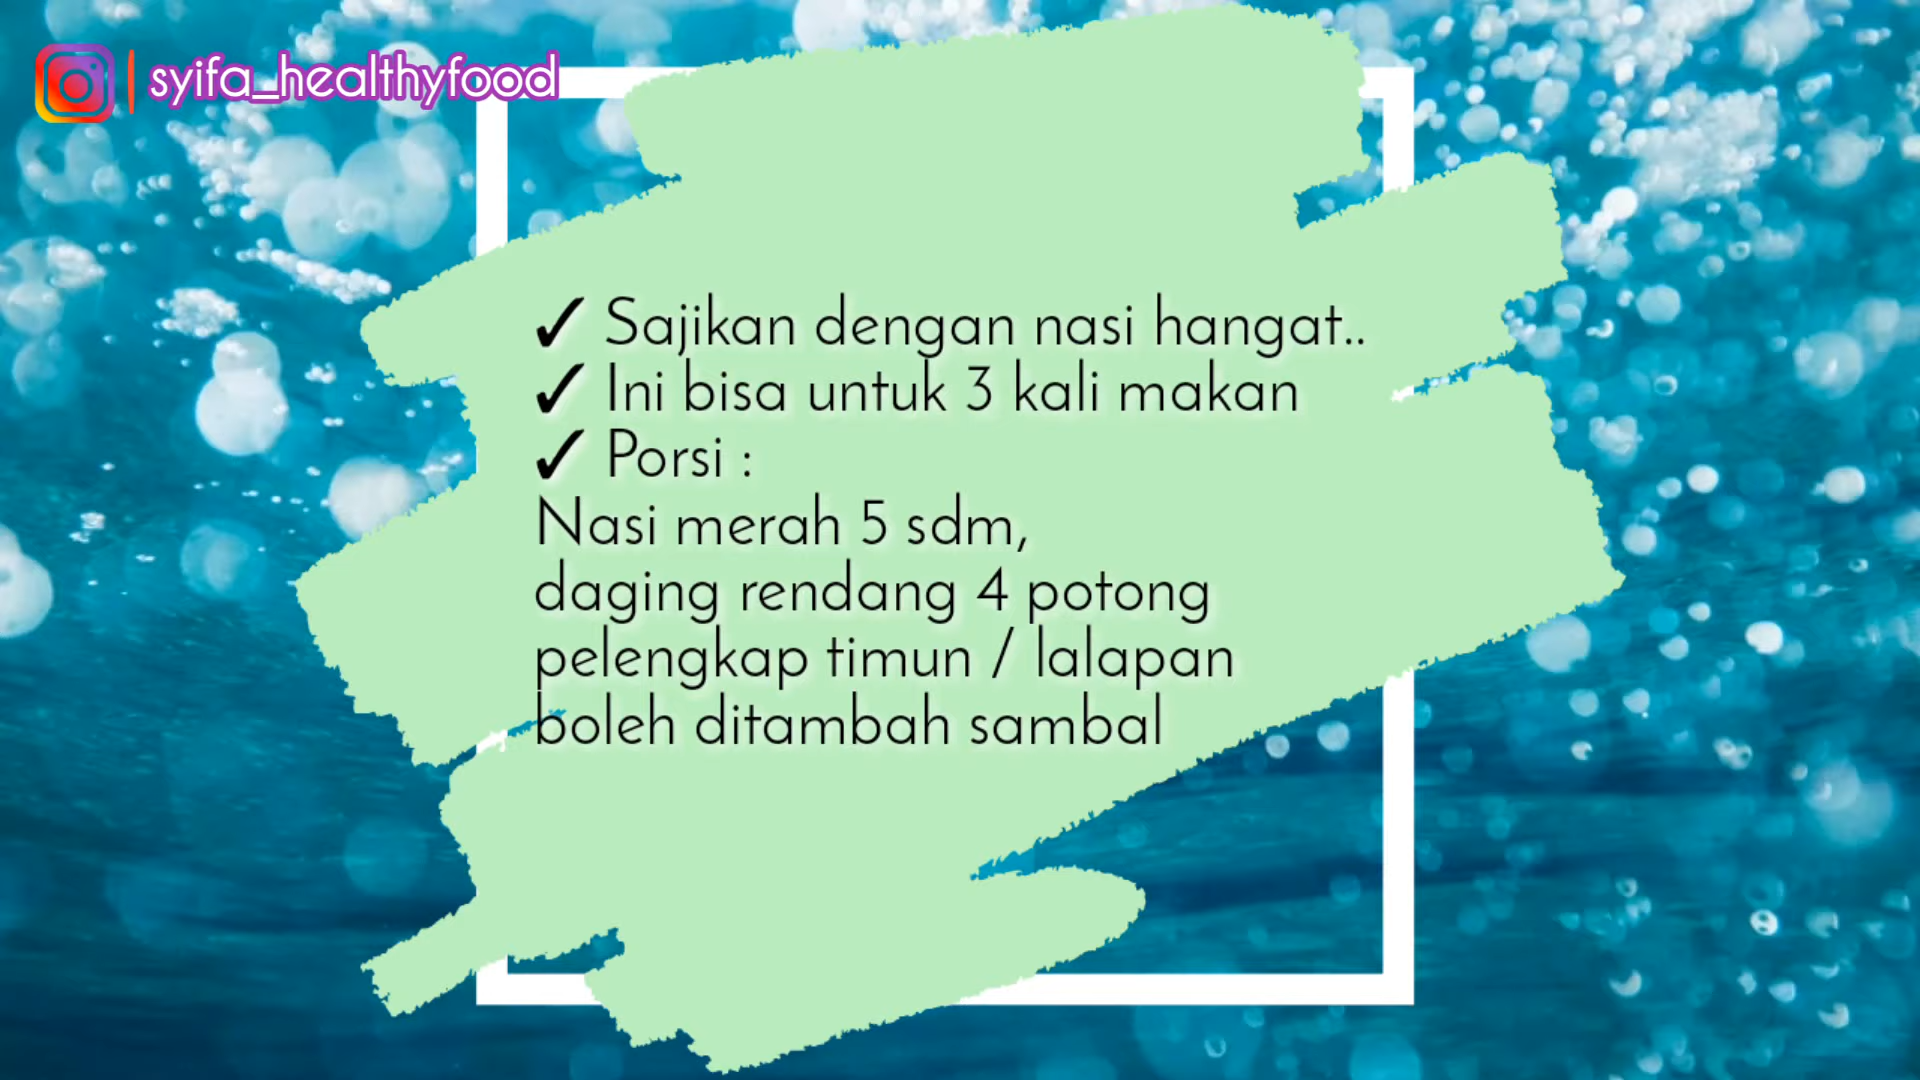 syifa_healthyfood
✓ Sajikan dengan nasi hangat..
✓ Ini bisa untuk 3 kali makan
✓ Porsi :
Nasi merah 5 sdm,
daging rendang 4 potong
pelengkap timun / lalapan
boleh ditambah sambal